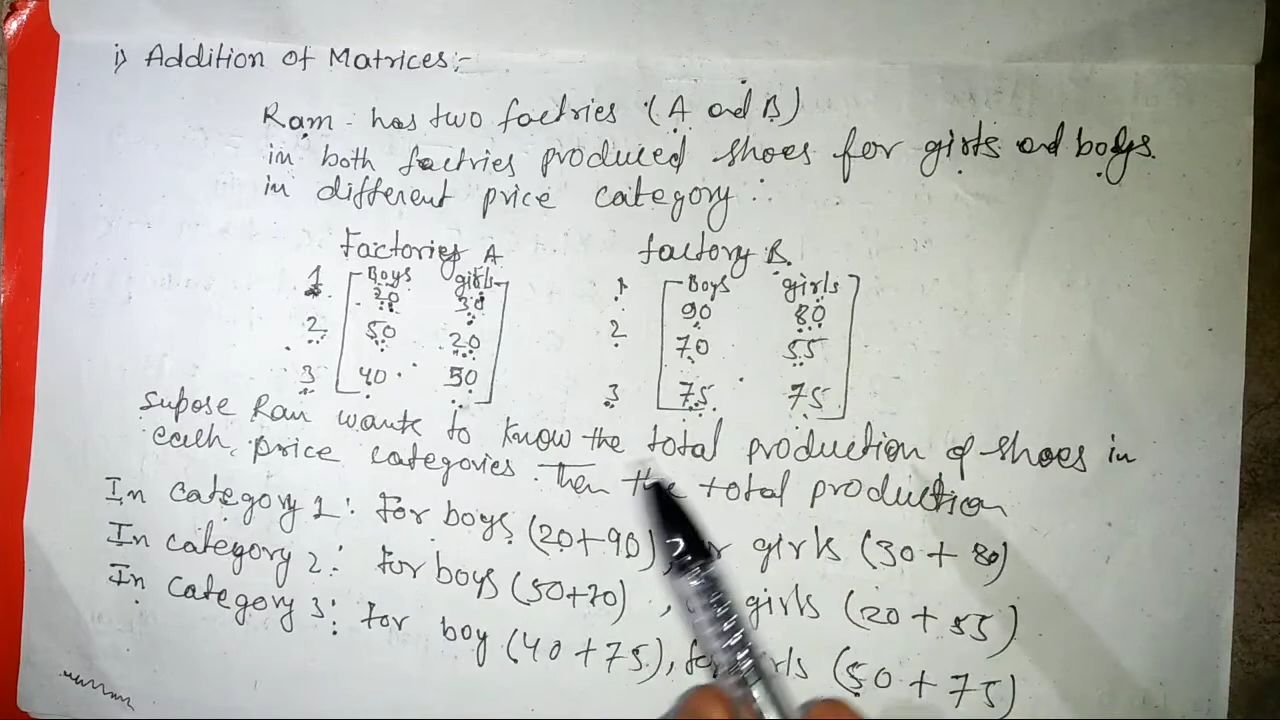 i) Addition of Matrices:-
Ram has two factries (A and B)
in both factries produced shoes for girls and boys.
in different price category :
Factories A factory B
Boys girls Boys girls
1 20 30 1 90 80
2 50 20 2 70 55
3 40 50 3 75 75
Supose Ram wants to know the total production of shoes in
each price categories. Then the total production
In category 1: For boys (20+90), girls (30+80)
In category 2: For boys (50+70), girls (20+55)
In category 3: For boy (40+75), girls (50+75)